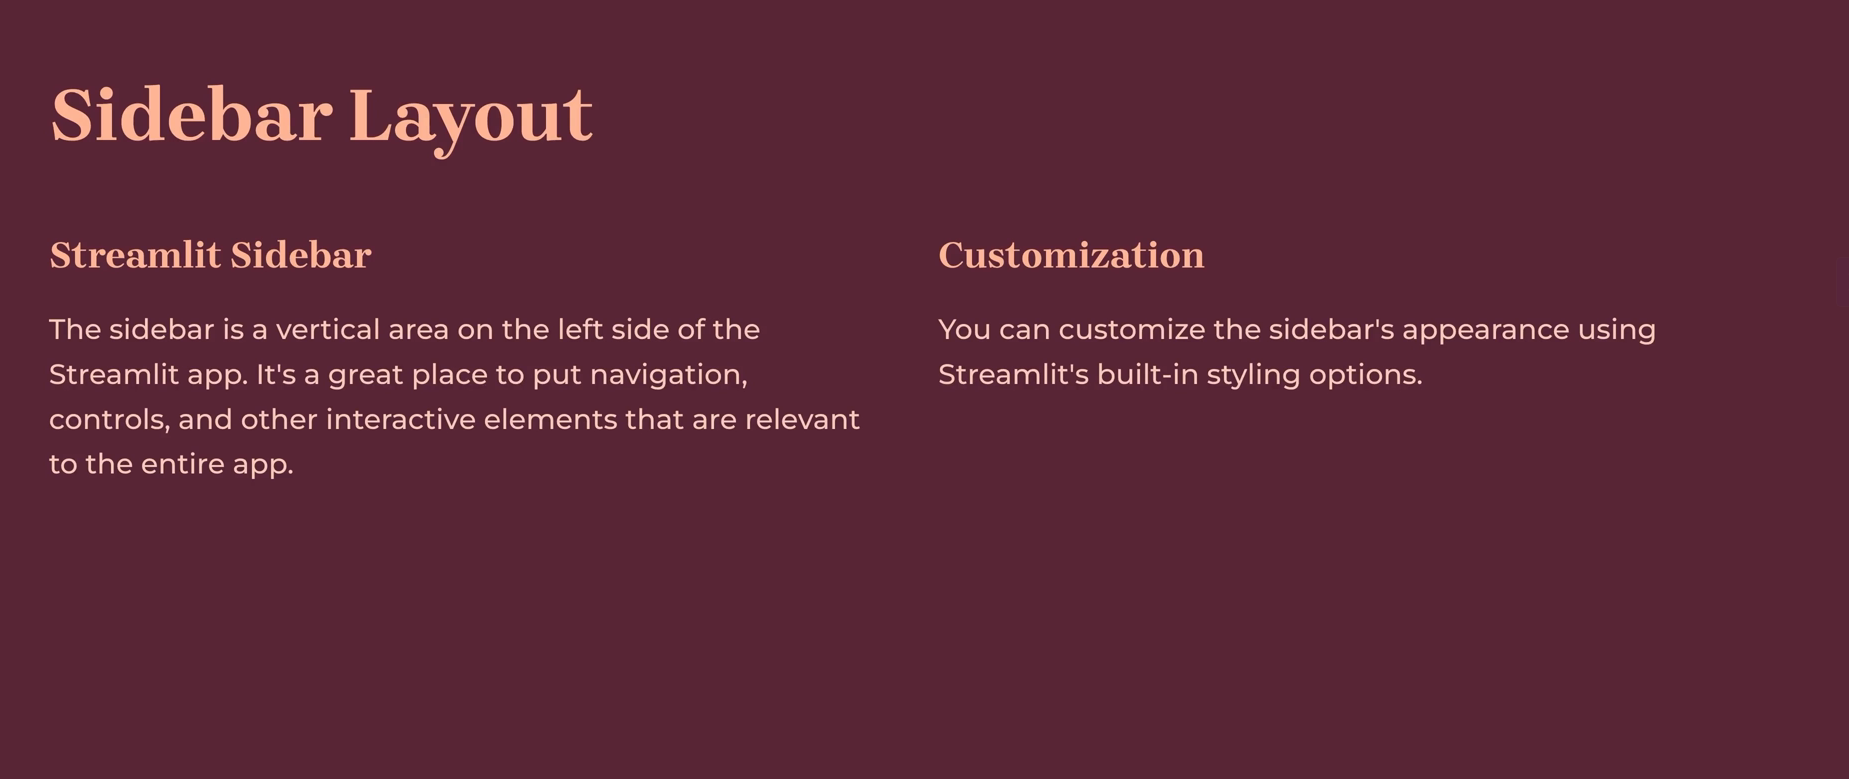 Sidebar Layout
Streamlit Sidebar
The sidebar is a vertical area on the left side of the
Streamlit app. It's a great place to put navigation,
controls, and other interactive elements that are relevant
to the entire app.
Customization
You can customize the sidebar's appearance using
Streamlit's built-in styling options.